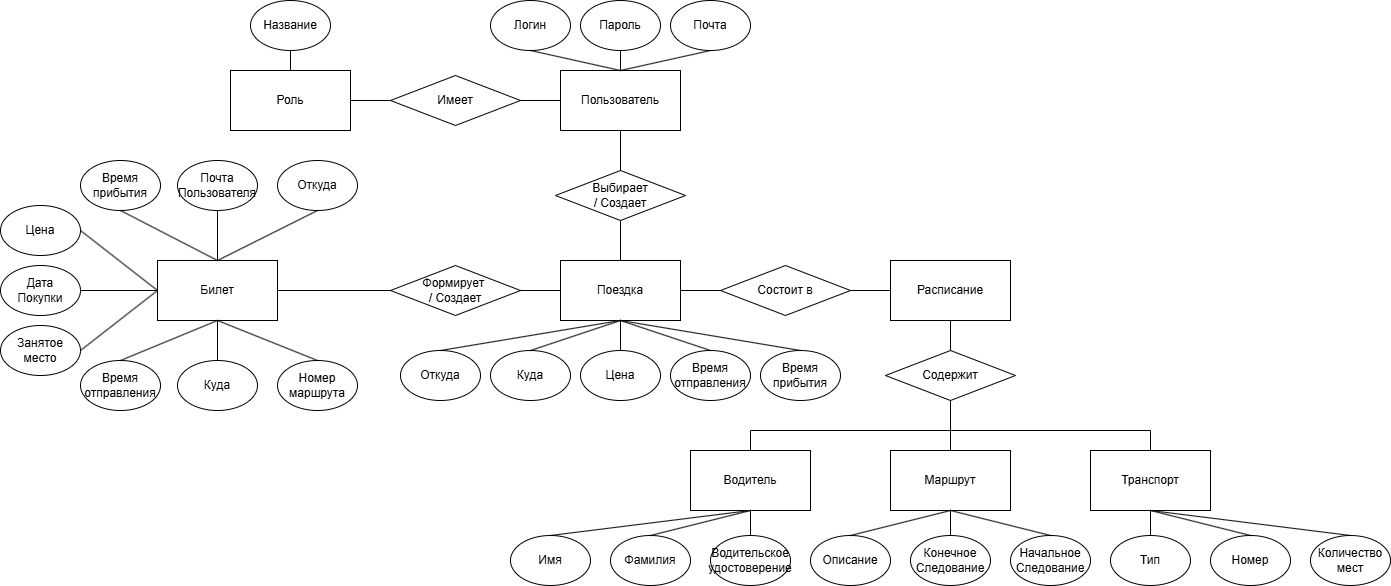 Название
Логин
Пароль
Почта
Роль
Имеет
Пользователь
Время
прибытия
Почта
Пользователя
Откуда
Выбирает
/ Создает
Цена
Дата
Покупки
Занятое
место
Билет
Формирует
/ Создает
Поездка
Состоит в
Расписание
Время
отправления
Куда
Номер
маршрута
Откуда
Куда
Цена
Время
отправления
Время
прибытия
Содержит
Водитель
Маршрут
Транспорт
Имя
Фамилия
Водительское
удостоверение
Описание
Конечное
Следование
Начальное
Следование
Тип
Номер
Количество
мест